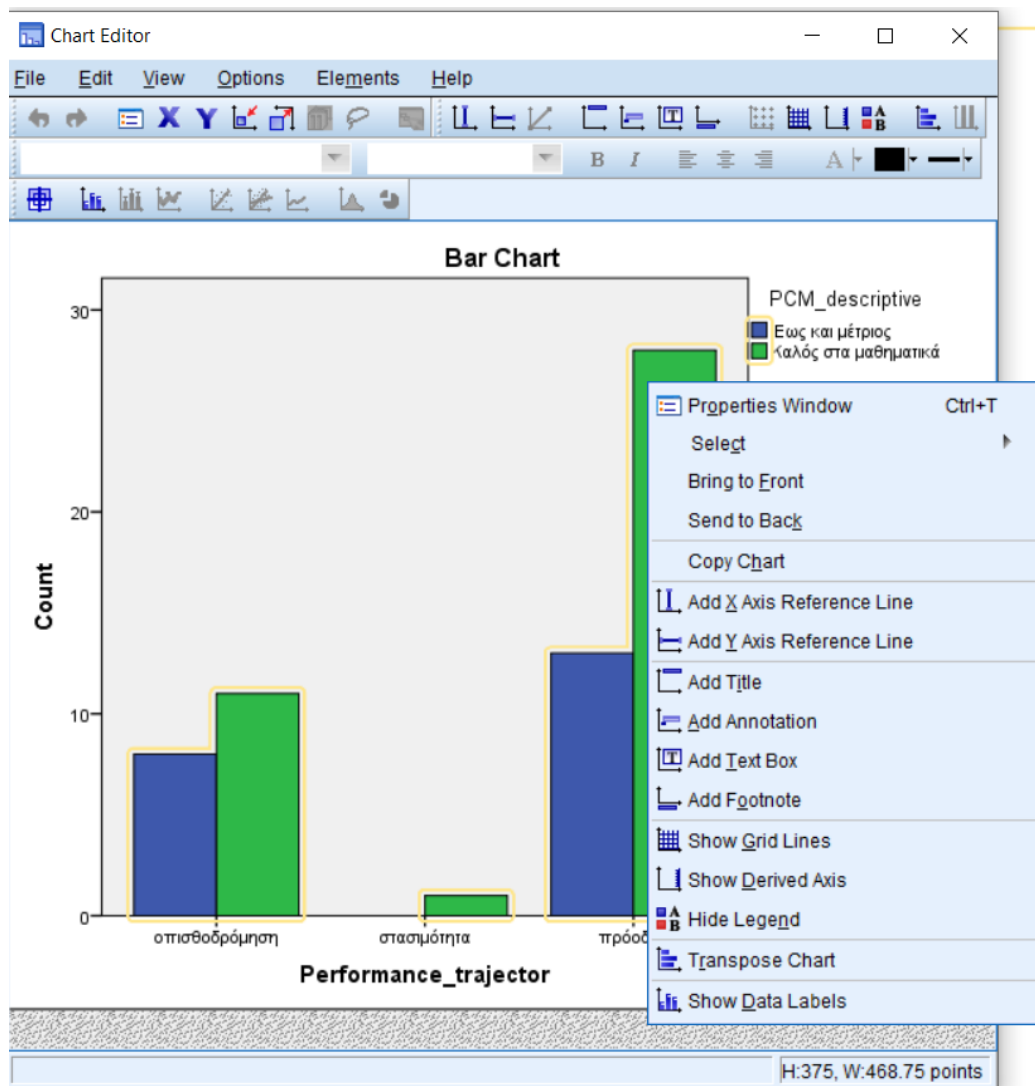 Chart Editor
File Edit View Options Elements Help
B I A
Bar Chart
PCM_descriptive
Έως και μέτριος
Καλός στα μαθηματικά
30
20
10
0
Count
οπισθοδρόμηση στασιμότητα
Performance_trajector
Properties Window Ctrl+T
Select
Bring to Front
Send to Back
Copy Chart
Add X Axis Reference Line
Add Y Axis Reference Line
Add Title
Add Annotation
Add Text Box
Add Footnote
Show Grid Lines
Show Derived Axis
Hide Legend
Transpose Chart
Show Data Labels
H:375, W:468.75 points